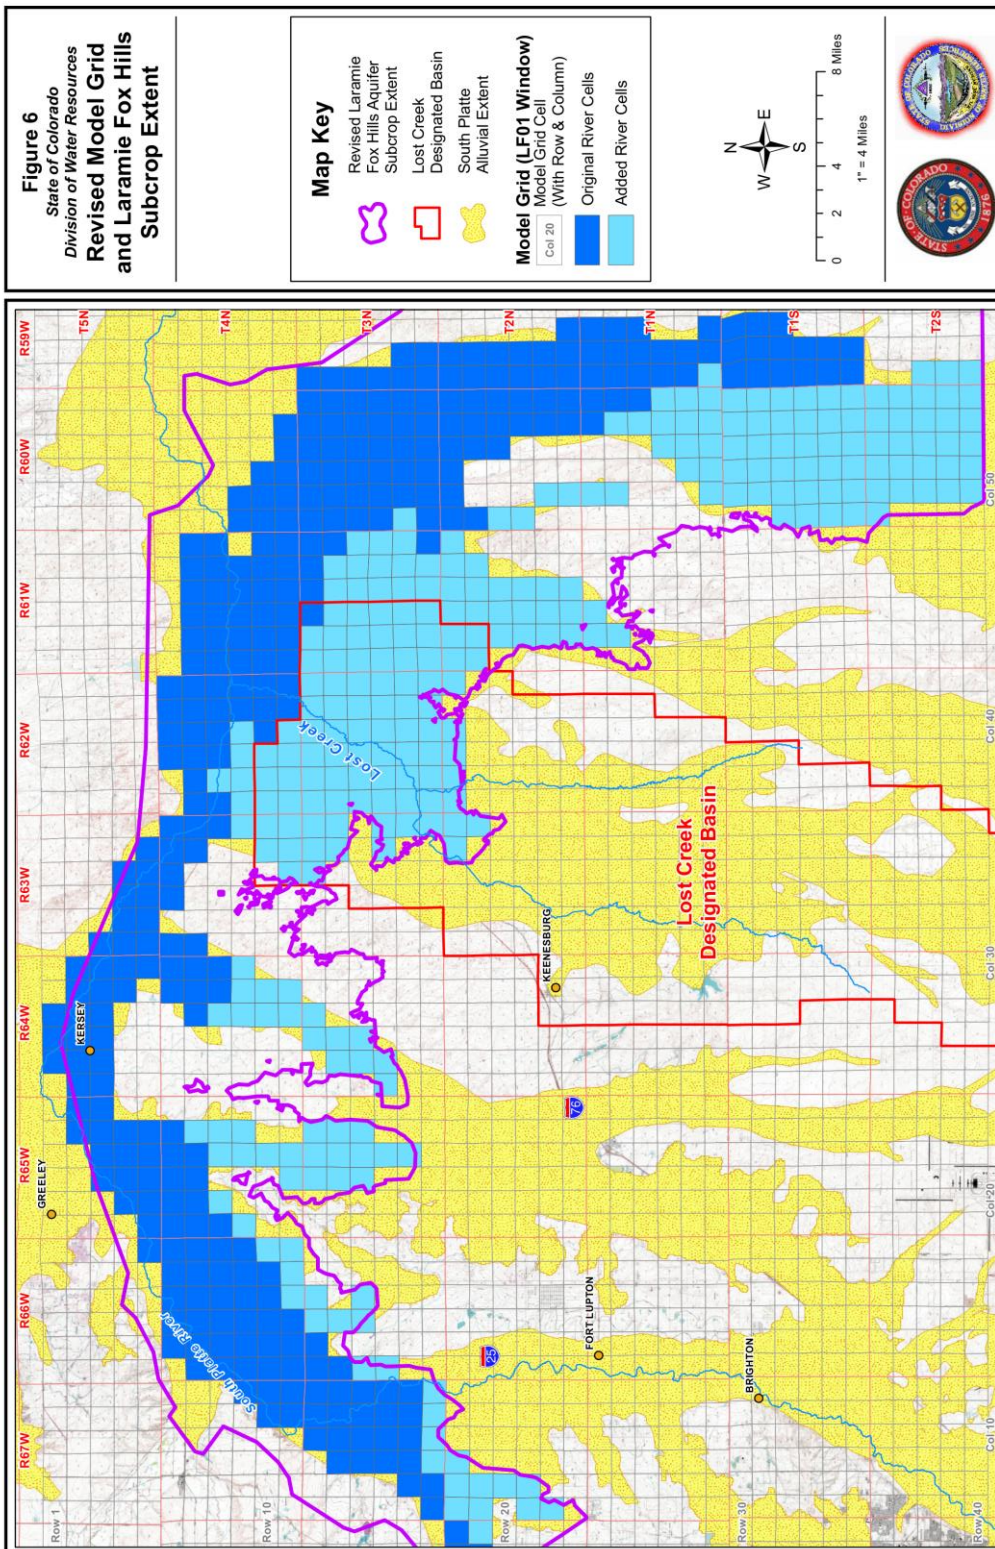 Figure 6
State of Colorado
Division of Water Resources
Revised Model Grid
and Laramie Fox Hills
Subcrop Extent
Map Key
Revised Laramie
Fox Hills Aquifer
Subcrop Extent
Lost Creek
Designated Basin
South Platte
Alluvial Extent
Model Grid (LF01 Window)
Col 20
Model Grid Cell
(With Row & Column)
Original River Cells
Added River Cells
N
W
E
S
0 2 4 8 Miles
1" = 4 Miles
STATE OF COLORADO
1876
R67W
R66W
R65W
R64W
R63W
R62W
R61W
R60W
R59W
T5N
T4N
T3N
T2N
T1N
T1S
T2S
Row 1
Row 10
Row 20
Row 30
Row 40
Col 10
Col 20
Col 30
Col 40
Col 50
GREELEY
KERSEY
South Platte River
Lost Creek
25
76
KEENESBURG
FORT LUPTON
BRIGHTON
Lost Creek
Designated Basin